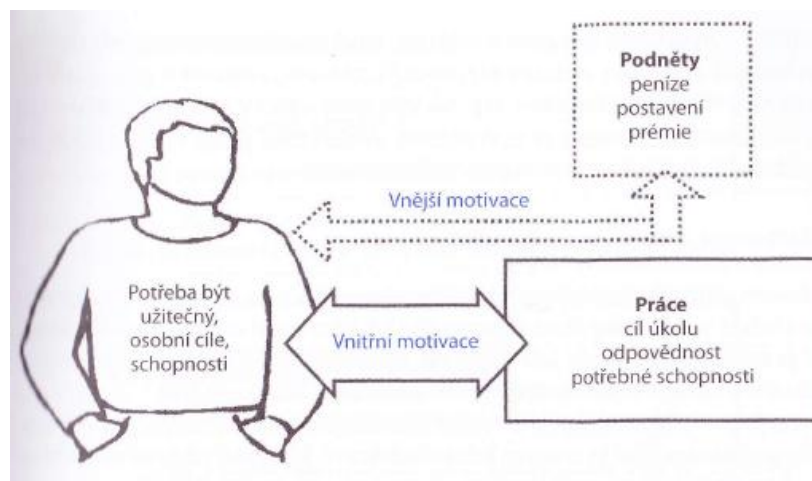 Podněty
peníze
postavení
prémie
Vnější motivace
Potřeba být
užitečný,
osobní cíle,
schopnosti
Vnitřní motivace
Práce
cíl úkolu
odpovědnost
potřebné schopnosti